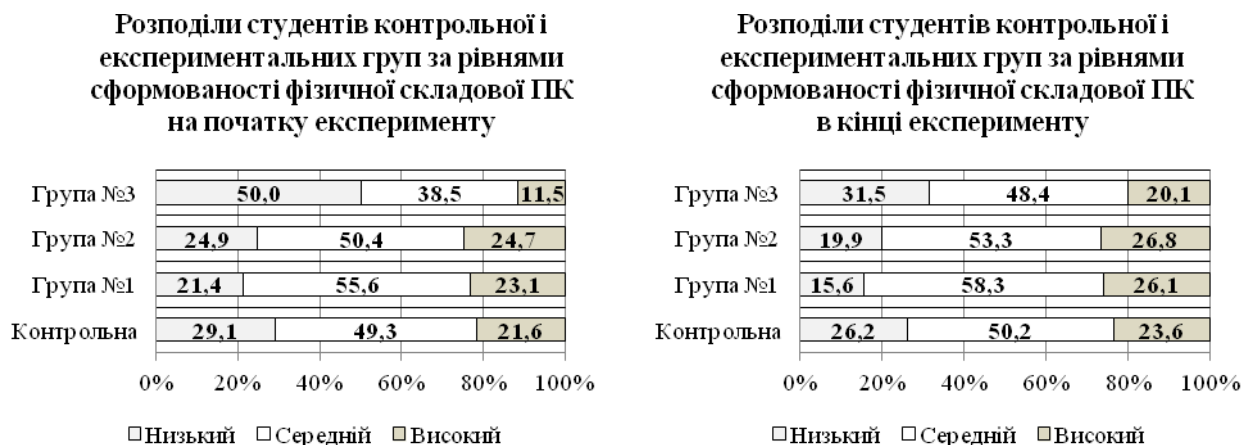 Розподіли студентів контрольної і
експериментальних груп за рівнями
сформованості фізичної складової ПК
на початку експерименту
Група №3 50,0 38,5 11,5
Група №2 24,9 50,4 24,7
Група №1 21,4 55,6 23,1
Контрольна 29,1 49,3 21,6
0% 20% 40% 60% 80% 100%
Низький Середній Високий
Розподіли студентів контрольної і
експериментальних груп за рівнями
сформованості фізичної складової ПК
в кінці експерименту
Група №3 31,5 48,4 20,1
Група №2 19,9 53,3 26,8
Група №1 15,6 58,3 26,1
Контрольна 26,2 50,2 23,6
0% 20% 40% 60% 80% 100%
Низький Середній Високий